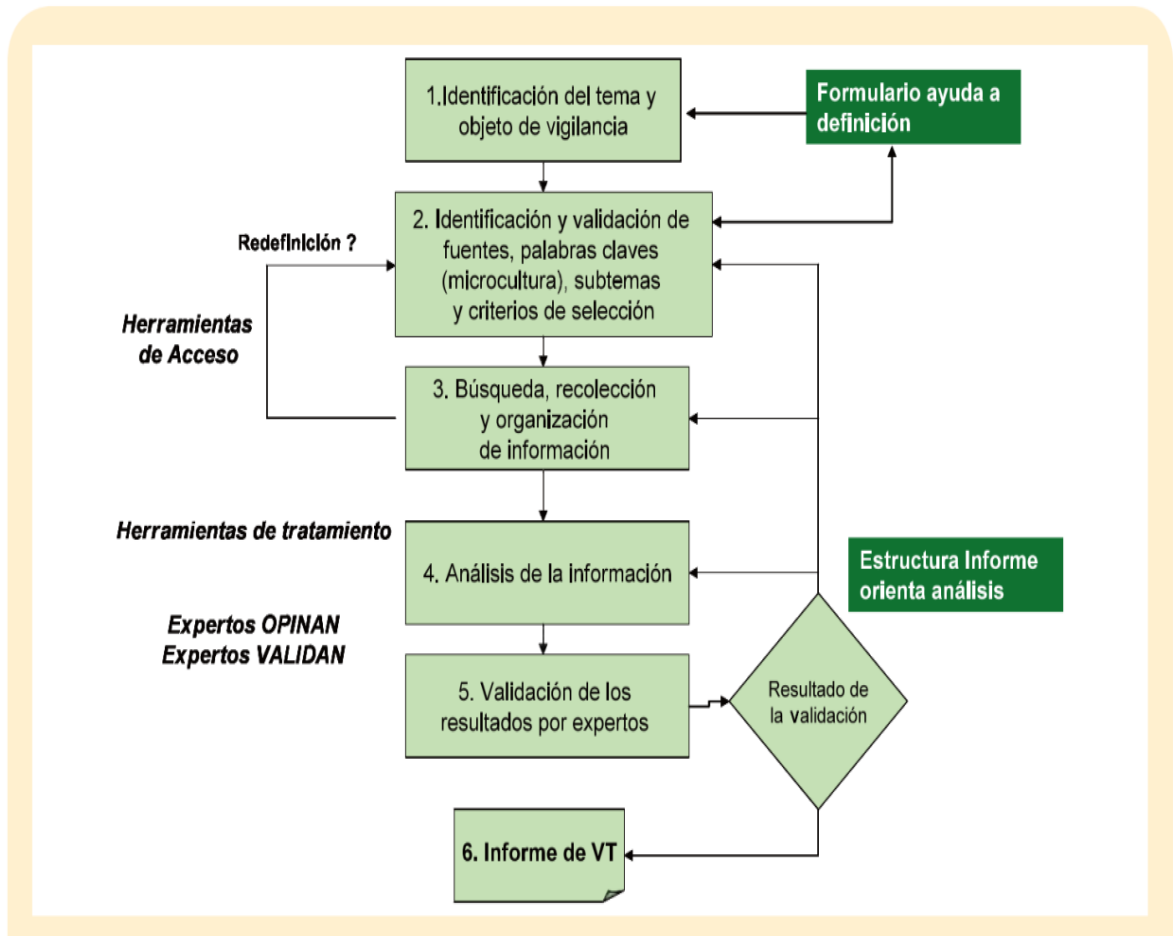 1.Identificación del tema y
objeto de vigilancia
Formulario ayuda a
definición
2. Identificación y validación de
fuentes, palabras claves
(microcultura), subtemas
y criterios de selección
Redefinición ?
Herramientas
de Acceso
3. Búsqueda, recolección
y organización
de información
Herramientas de tratamiento
4. Análisis de la información
Estructura Informe
orienta análisis
Expertos OPINAN
Expertos VALIDAN
5. Validación de los
resultados por expertos
Resultado de
la validación
6. Informe de VT